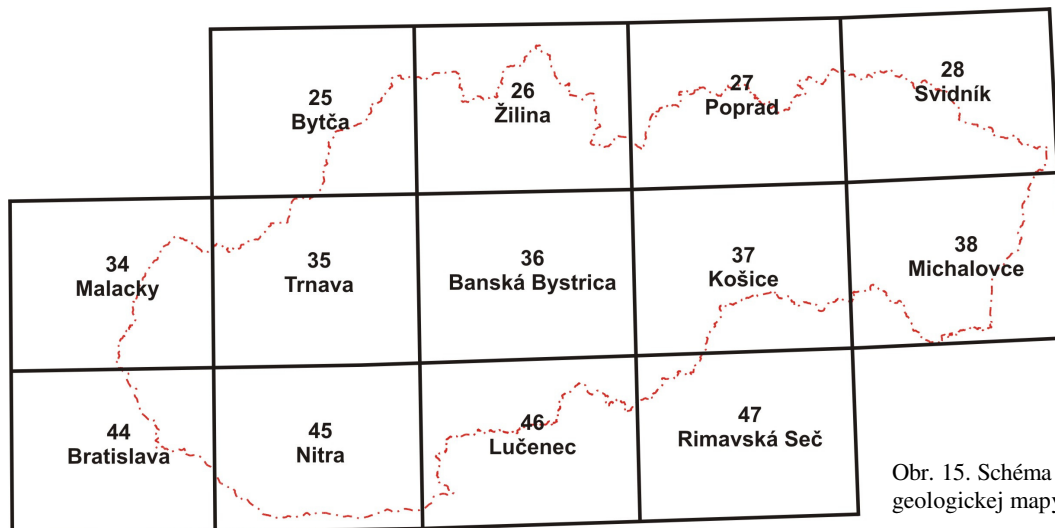 25
Bytča
26
Žilina
27
Poprad
28
Svidník
34
Malacky
35
Trnava
36
Banská Bystrica
37
Košice
38
Michalovce
44
Bratislava
45
Nitra
46
Lučenec
47
Rimavská Seč
Obr. 15. Schéma
geologickej mapy